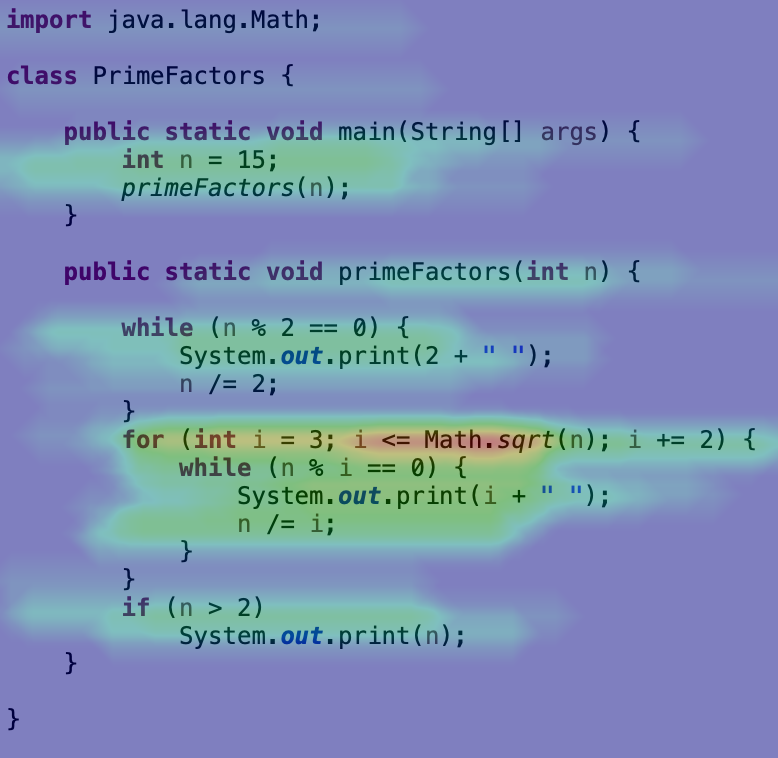 import java.lang.Math;
class PrimeFactors {
public static void main(String[] args) {
int n = 15;
primeFactors(n);
}
public static void primeFactors(int n) {
while (n % 2 == 0) {
System.out.print(2 + " ");
n /= 2;
}
for (int i = 3; i <= Math.sqrt(n); i += 2) {
while (n % i == 0) {
System.out.print(i + " ");
n /= i;
}
}
if (n > 2)
System.out.print(n);
}
}